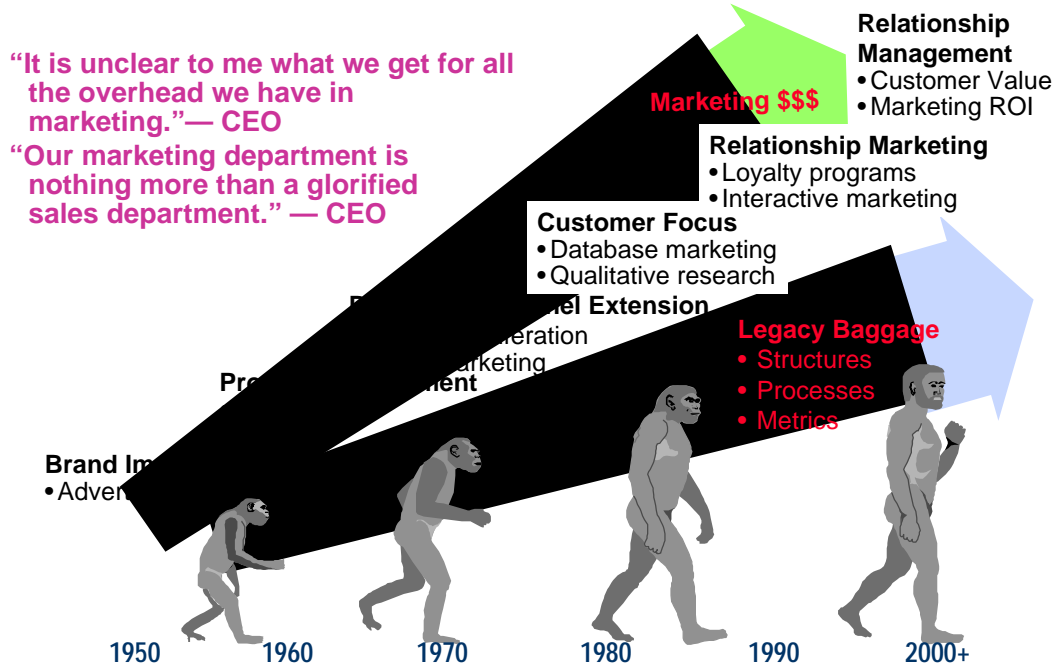 “It is unclear to me what we get for all
the overhead we have in
marketing.”— CEO
“Our marketing department is
nothing more than a glorified
sales department.” — CEO
Relationship
Management
•Customer Value
•Marketing ROI
Marketing $$$
Relationship Marketing
•Loyalty programs
•Interactive marketing
Customer Focus
•Database marketing
•Qualitative research
Extension
Legacy Baggage
• Structures
• Processes
• Metrics
Brand
1950 1960 1970 1980 1990 2000+